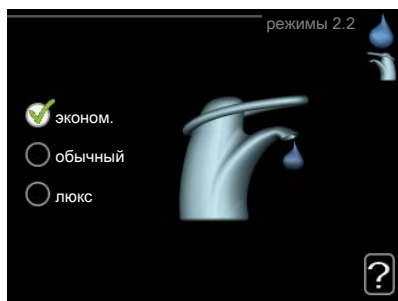 режимы 2.2
эконом.
обычный
люкс
?